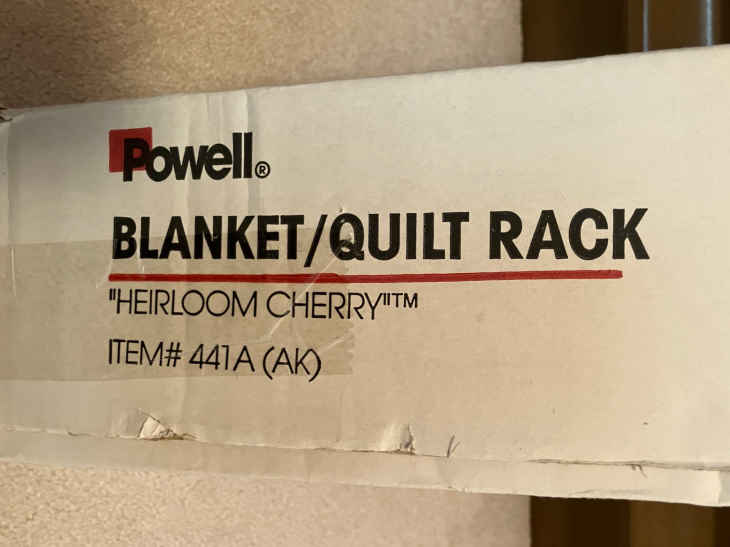 Powell®
BLANKET/QUILT RACK
"HEIRLOOM CHERRY"™
ITEM# 441A (AK)